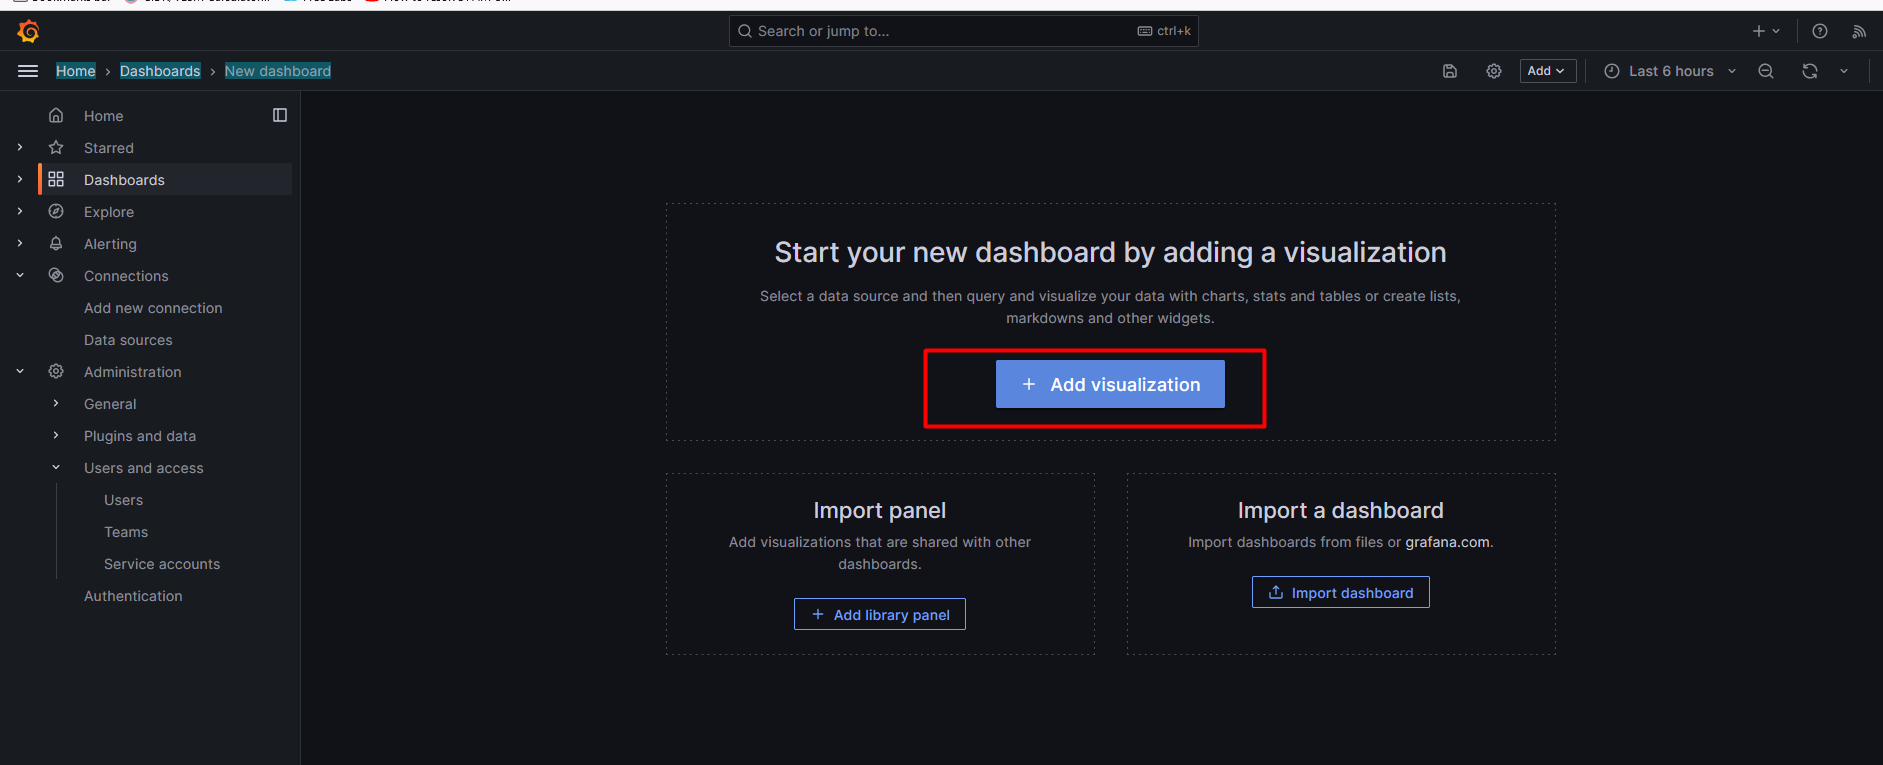 Search or jump to...
ctrl+k
Home › Dashboards › New dashboard
Add
Last 6 hours
Home
Starred
Dashboards
Explore
Alerting
Connections
Add new connection
Data sources
Administration
General
Plugins and data
Users and access
Users
Teams
Service accounts
Authentication
Start your new dashboard by adding a visualization
Select a data source and then query and visualize your data with charts, stats and tables or create lists,
markdowns and other widgets.
+ Add visualization
Import panel
Add visualizations that are shared with other
dashboards.
+ Add library panel
Import a dashboard
Import dashboards from files or grafana.com.
Import dashboard